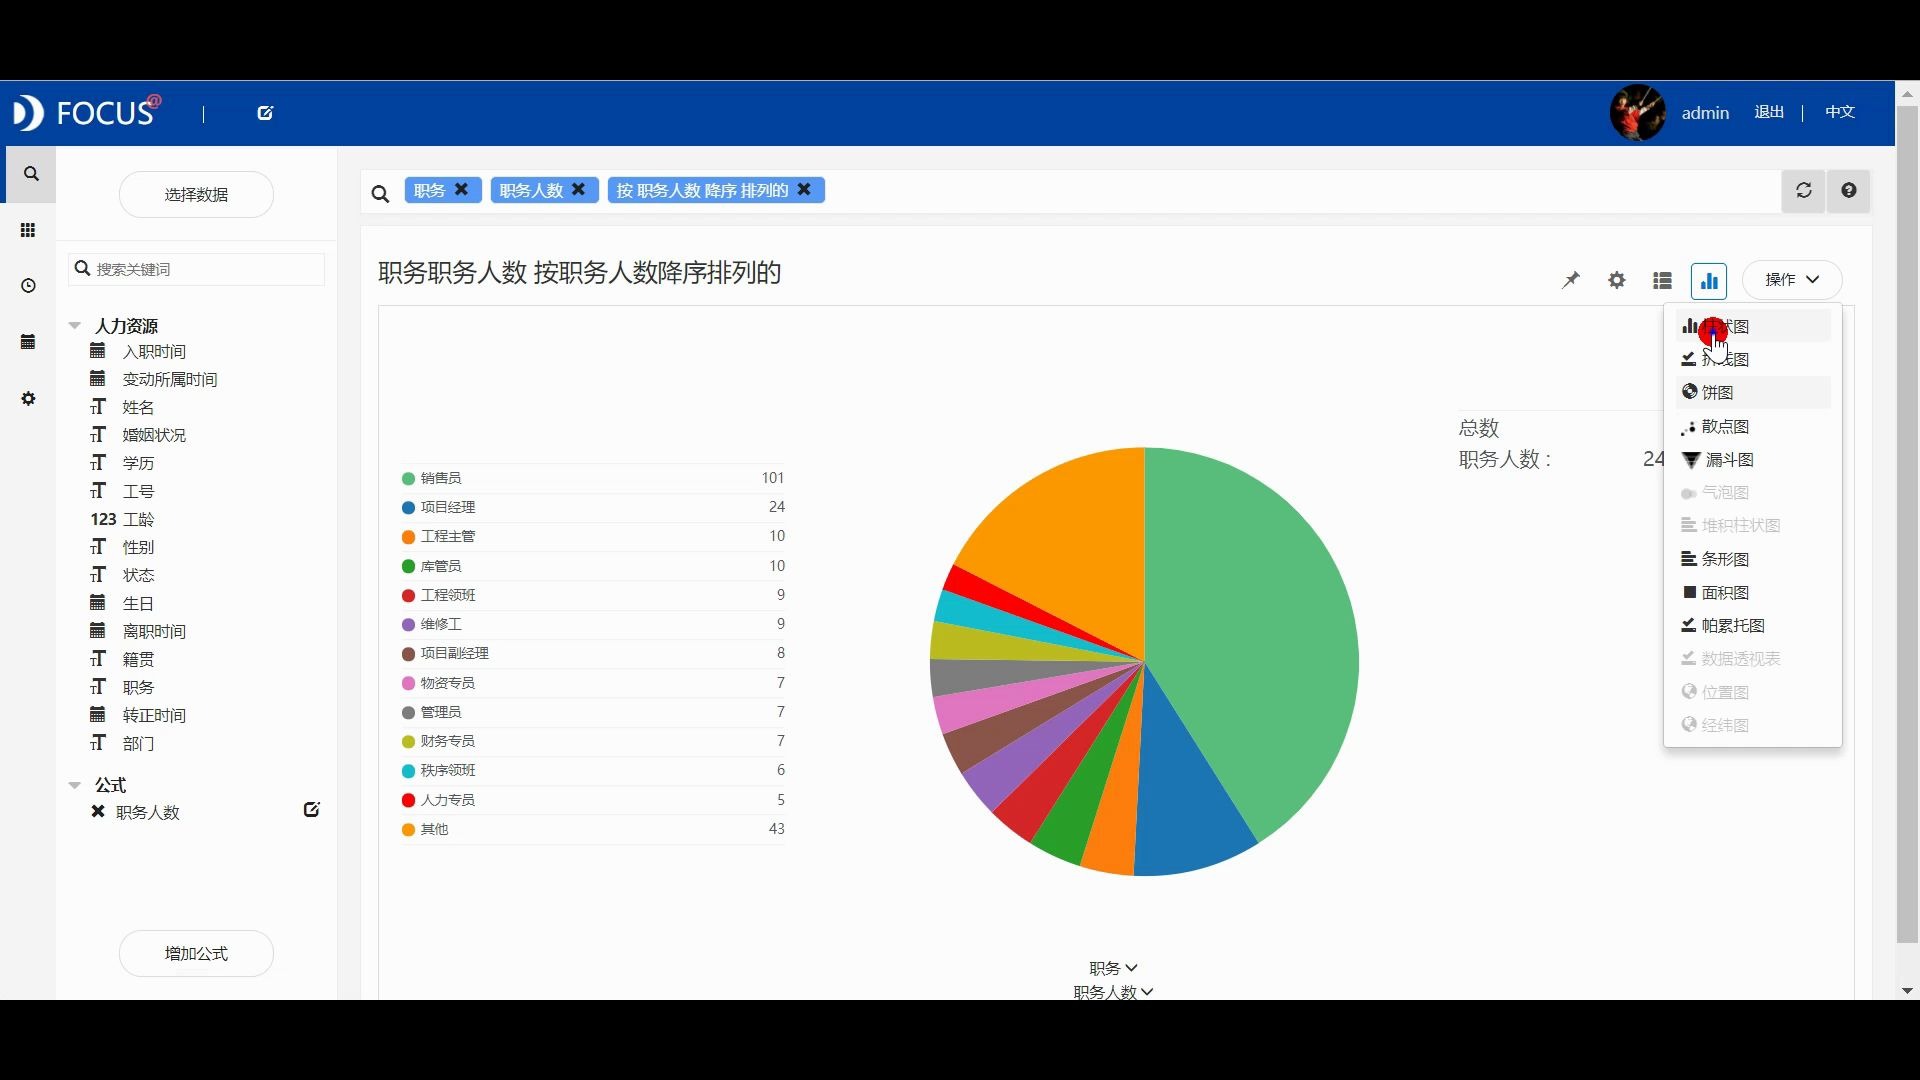 FOCUS@
admin 退出 | 中文
选择数据
搜索关键词
人力资源
入职时间
变动所属时间
姓名
婚姻状况
学历
工号
123 工龄
性别
状态
生日
离职时间
籍贯
职务
转正时间
部门
公式
职务人数
增加公式
职务 职务人数 按 职务人数 降序 排列的
职务职务人数 按职务人数降序排列的
操作
销售员 101
项目经理 24
工程主管 10
库管员 10
工程领班 9
维修工 9
项目副经理 8
物资专员 7
管理员 7
财务专员 7
秩序领班 6
人力专员 5
其他 43
总数
职务人数 : 24
职务
职务人数
状图
线图
饼图
散点图
漏斗图
气泡图
堆积柱状图
条形图
面积图
帕累托图
数据透视表
位置图
经纬图